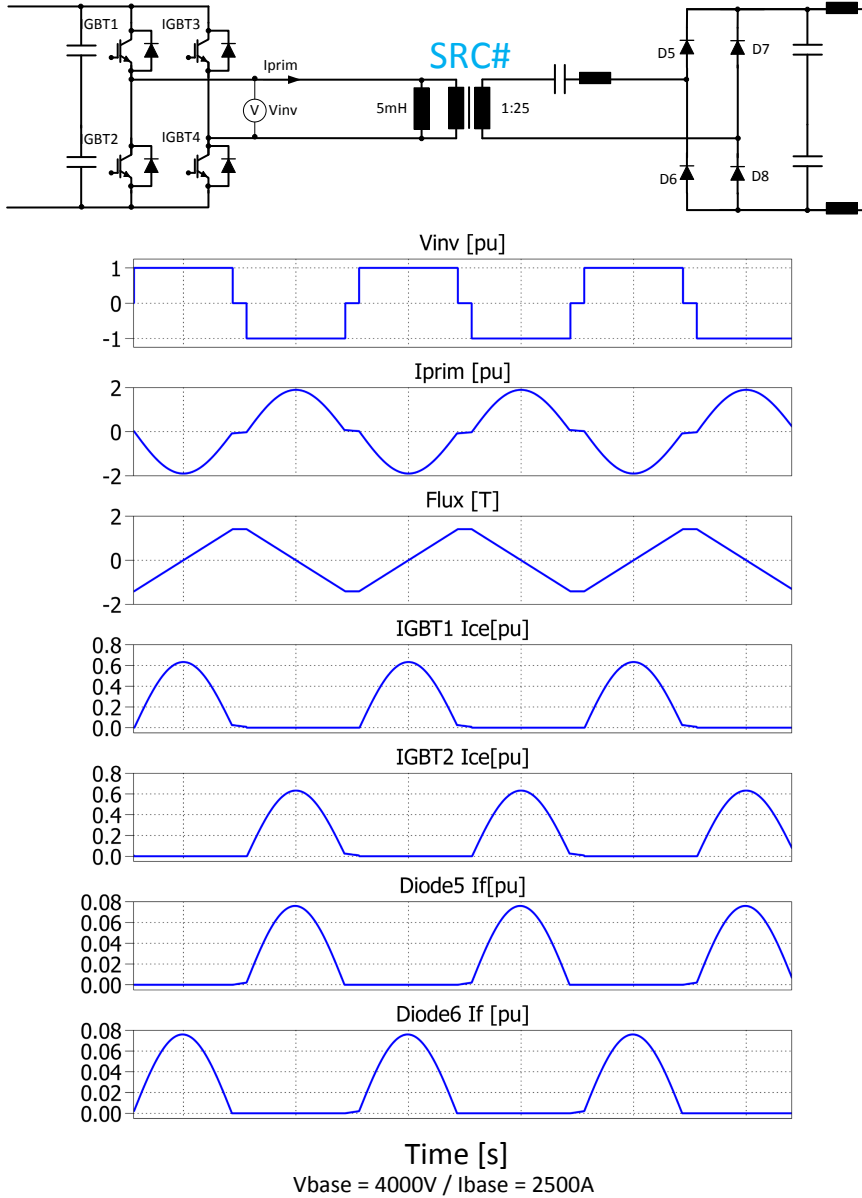 IGBT1 IGBT3
Iprim
SRC#
D5 D7
V Vinv
5mH 1:25
IGBT2 IGBT4
D6 D8
Vinv [pu]
1
0
-1
Iprim [pu]
2
0
-2
Flux [T]
2
0
-2
IGBT1 Ice[pu]
0.8
0.6
0.4
0.2
0.0
IGBT2 Ice[pu]
0.8
0.6
0.4
0.2
0.0
Diode5 If[pu]
0.08
0.06
0.04
0.02
0.00
Diode6 If [pu]
0.08
0.06
0.04
0.02
0.00
Time [s]
Vbase = 4000V / Ibase = 2500A